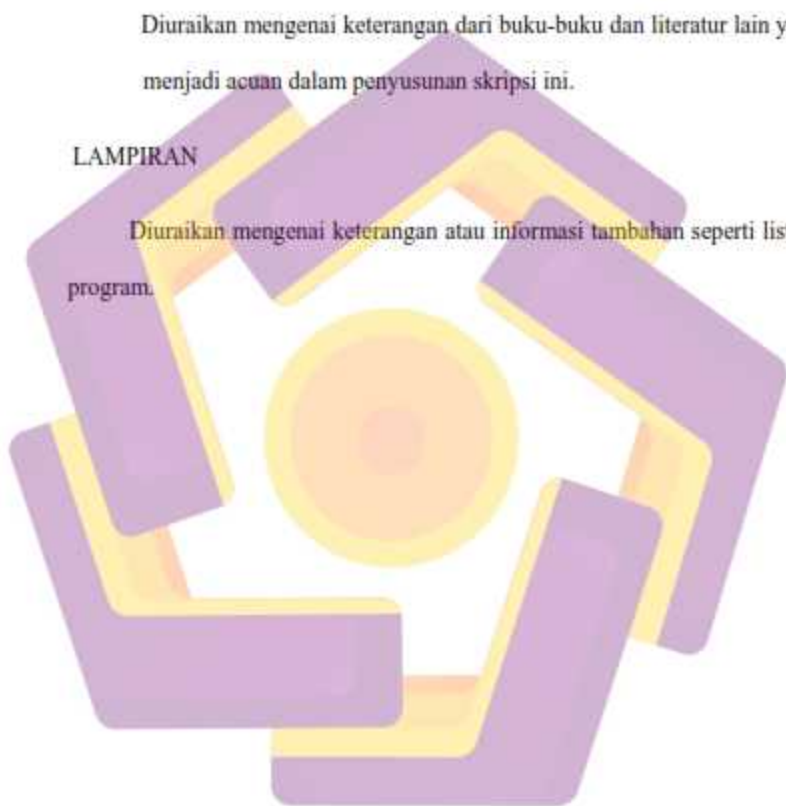 Diuraikan mengenai keterangan dari buku-buku dan literatur lain y
menjadi acuan dalam penyusunan skripsi ini.
LAMPIRAN
Diuraikan mengenai keterangan atau informasi tambahan seperti lis
program.